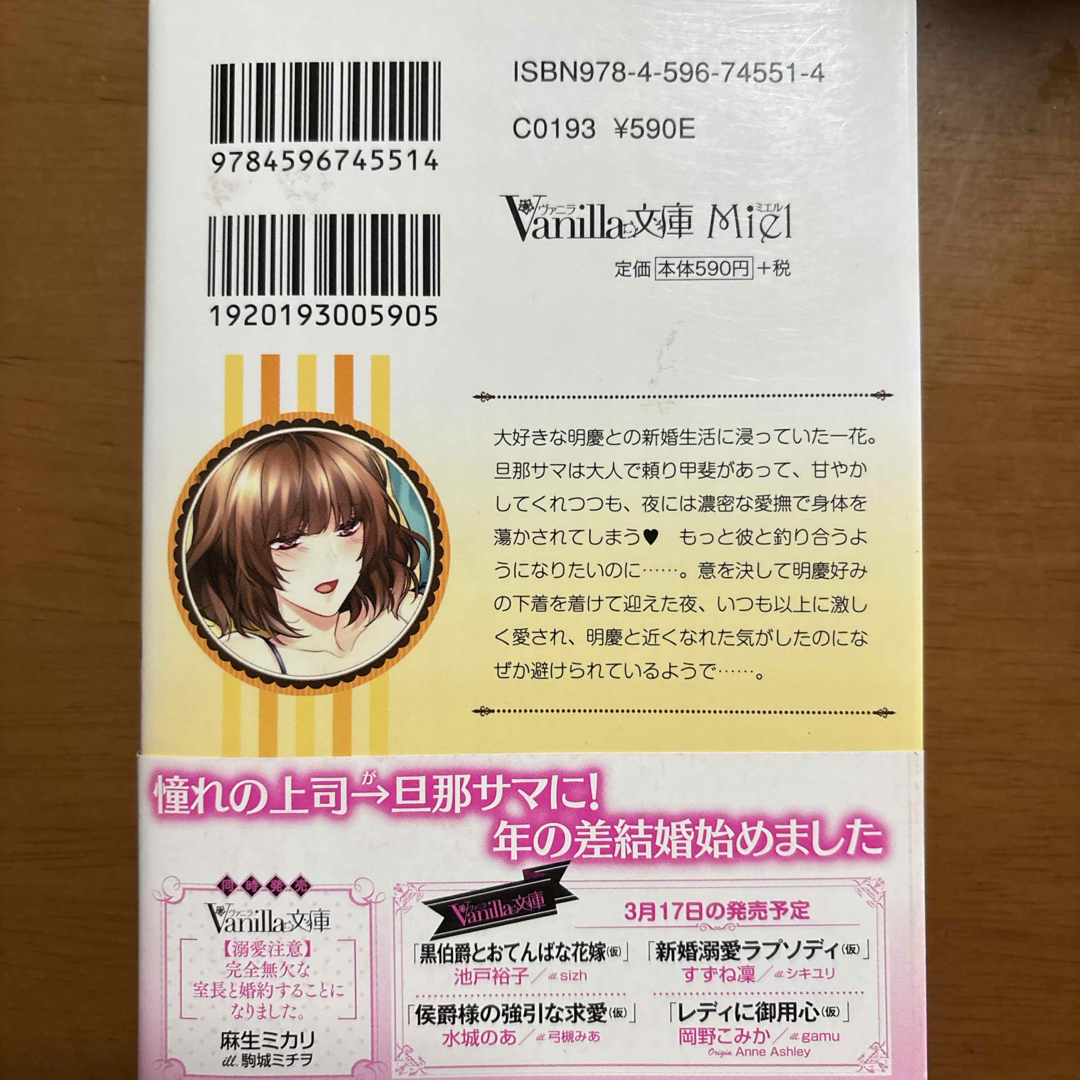 ISBN978-4-596-74551-4
C0193 ¥590E
9784596745514
1920193005905
ヴァニラ
Vanilla文庫
ミエル
Miel
定価 本体590円 +税
大好きな明慶との新婚生活に浸っていた一花。
旦那サマは大人で頼り甲斐があって、甘やか
してくれつつも、夜には濃密な愛撫で身体を
蕩かされてしまう♥　もっと彼と釣り合うよ
うになりたいのに……。意を決して明慶好み
の下着を着けて迎えた夜、いつも以上に激し
く愛され、明慶と近くなれた気がしたのにな
ぜか避けられているようで……。
憧れの上司が→旦那サマに!
年の差結婚始めました
同時発売
ヴァニラ
Vanilla文庫
【溺愛注意】
完全無欠な
室長と婚約することに
なりました。
麻生ミカリ
ill.駒城ミチヲ
ヴァニラ
Vanilla文庫
3月17日の発売予定
「黒伯爵とおてんばな花嫁(仮)」
池戸裕子/ill.sizh
「新婚溺愛ラプソディ(仮)」
すずね凜/ill.シキユリ
「侯爵様の強引な求愛(仮)」
水城のあ/ill.弓槻みあ
「レディに御用心(仮)」
岡野こみか/ill.gamu
Origin.Anne Ashley